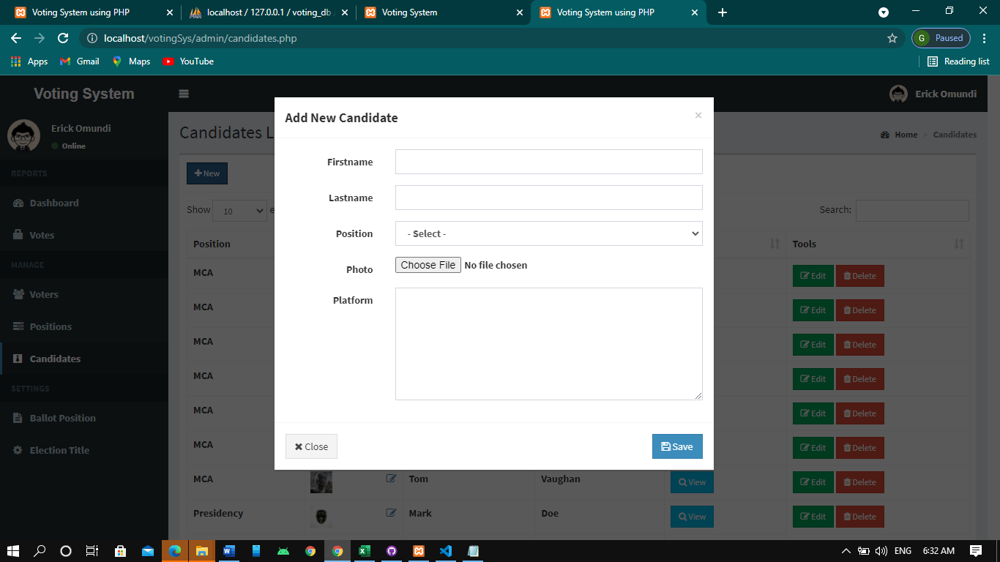 Voting System using PHP
localhost / 127.0.0.1 / voting_db
Voting System
Voting System using PHP
localhost/votingSys/admin/candidates.php
G Paused
Apps
Gmail
Maps
YouTube
Reading list
Voting System
Erick Omundi
Erick Omundi
Online
Candidates L
Home > Candidates
REPORTS
Dashboard
Votes
MANAGE
Voters
Positions
Candidates
SETTINGS
Ballot Position
Election Title
+ New
Show 10 e
Search:
Position
Tools
MCA
Edit Delete
MCA
Edit Delete
MCA
Edit Delete
MCA
Edit Delete
MCA
Edit Delete
MCA
Edit Delete
MCA Tom Vaughan View Edit Delete
Presidency Mark Doe View Edit Delete
Add New Candidate ×
Firstname
Lastname
Position - Select -
Photo Choose File No file chosen
Platform
Close
Save
ENG 6:32 AM